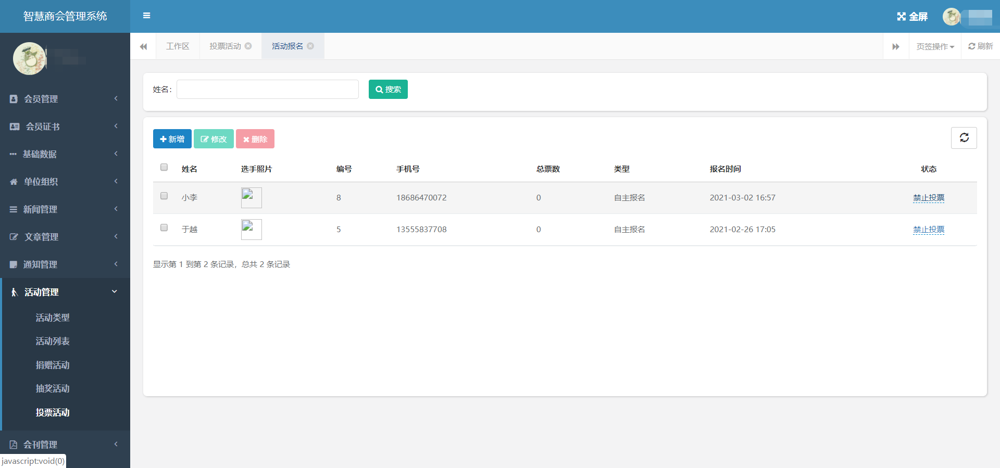 智慧商会管理系统
全屏
工作区
投票活动
活动报名
页签操作
刷新
会员管理
会员证书
基础数据
单位组织
新闻管理
文章管理
通知管理
活动管理
活动类型
活动列表
捐赠活动
抽奖活动
投票活动
会刊管理
javascript:void(0)
姓名：
搜索
新增 修改 删除
姓名 选手照片 编号 手机号 总票数 类型 报名时间 状态
小李 8 18686470072 0 自主报名 2021-03-02 16:57 禁止投票
于越 5 13555837708 0 自主报名 2021-02-26 17:05 禁止投票
显示第 1 到第 2 条记录，总共 2 条记录